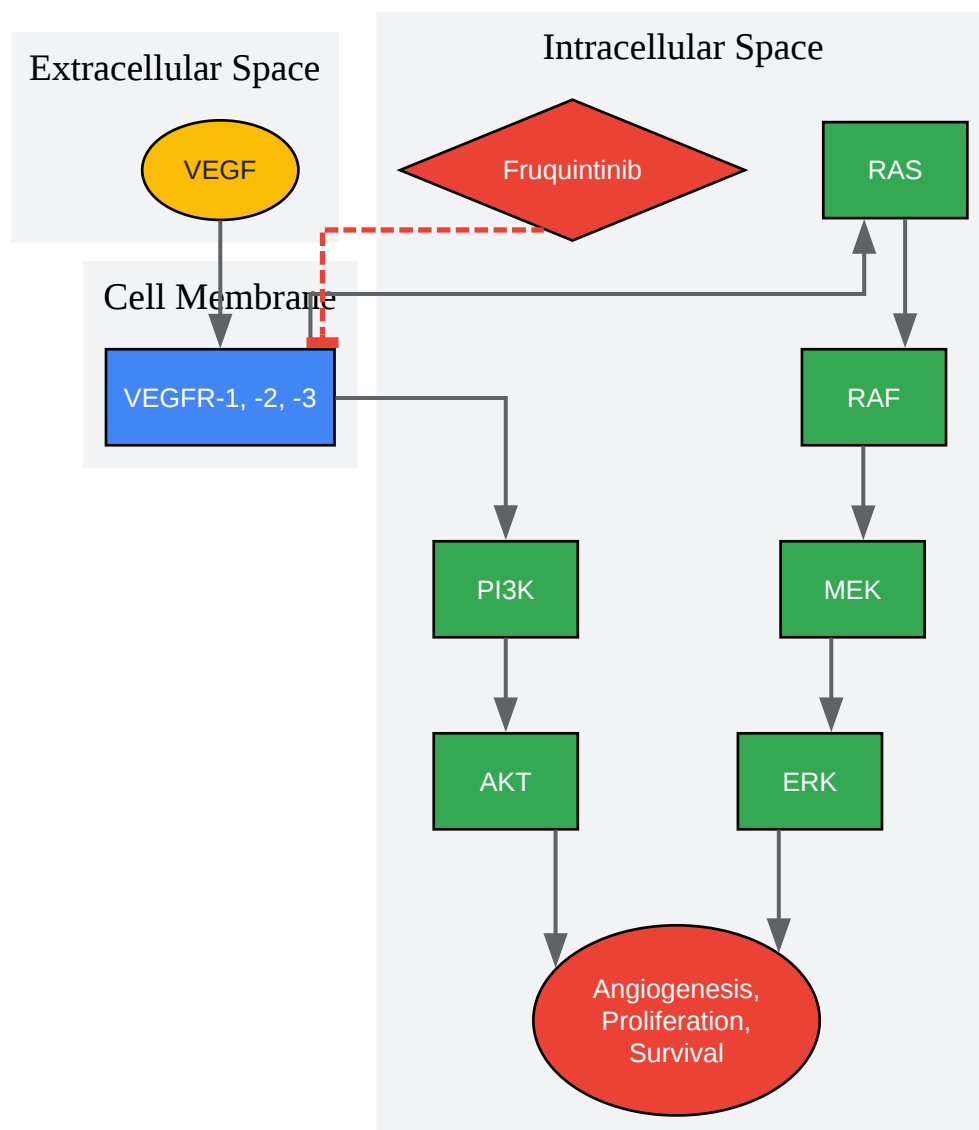 Extracellular Space
Intracellular Space
VEGF
Fruquintinib
RAS
Cell Membrane
VEGFR-1, -2, -3
RAF
PI3K
MEK
AKT
ERK
Angiogenesis,
Proliferation,
Survival